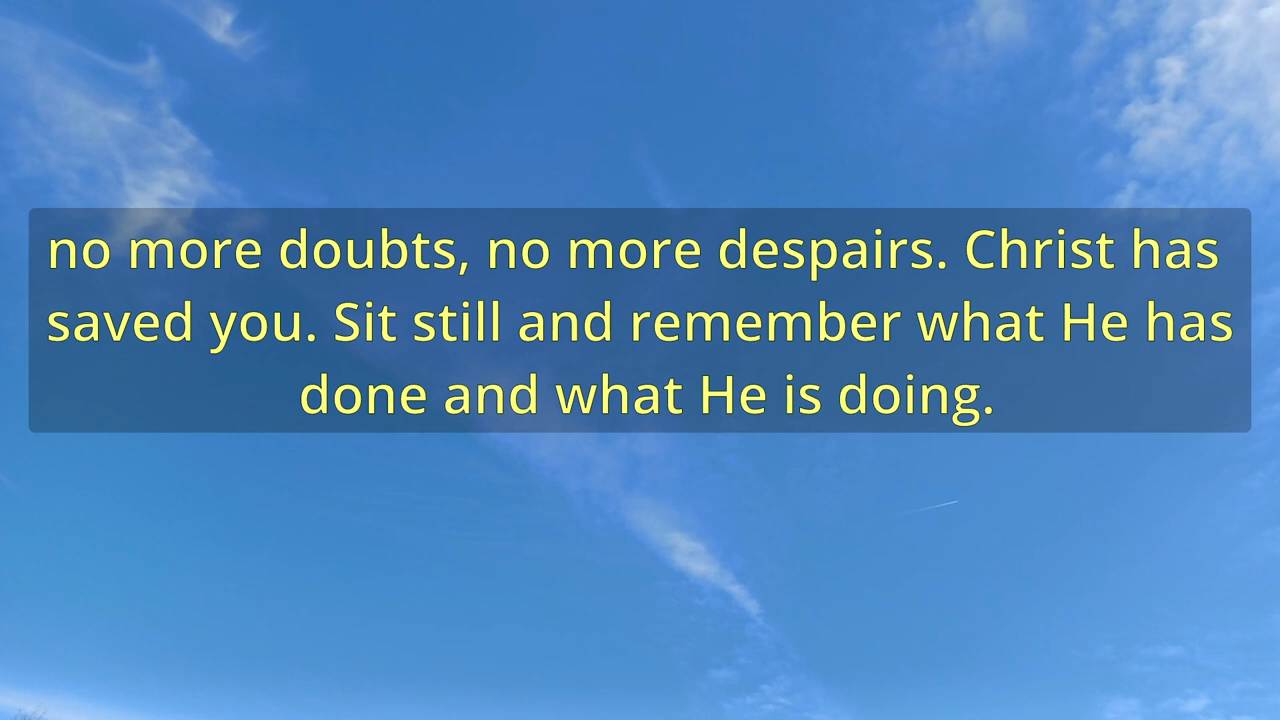 no more doubts, no more despairs. Christ has
saved you. Sit still and remember what He has
done and what He is doing.